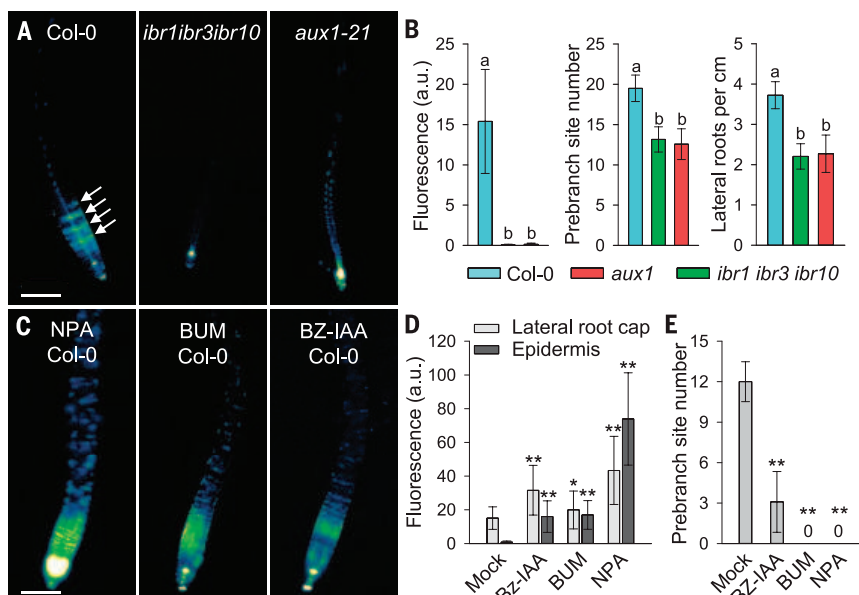 A
Col-0
ibr1ibr3ibr10
aux1-21
B
Fluorescence (a.u.)
25
20
15
10
5
0
a
b
b
Prebranch site number
25
20
15
10
5
0
a
b
b
Lateral roots per cm
5
4
3
2
1
0
a
b
b
Col-0
aux1
ibr1 ibr3 ibr10
C
NPA
Col-0
BUM
Col-0
BZ-IAA
Col-0
D
Lateral root cap
Epidermis
Fluorescence (a.u.)
120
100
80
60
40
20
0
**
**
*
**
**
**
Mock
Bz-IAA
BUM
NPA
E
Prebranch site number
15
12
9
6
3
0
**
**
**
0
0
Mock
BZ-IAA
BUM
NPA